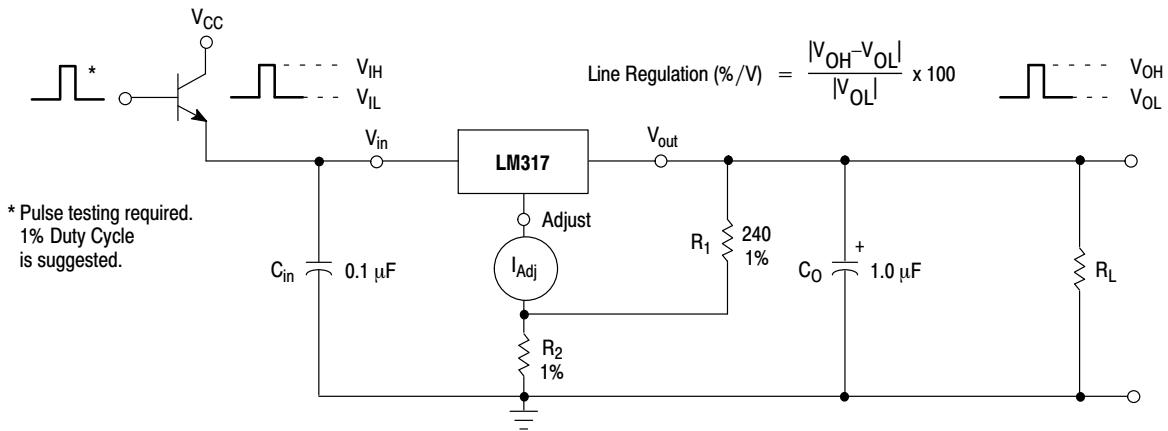 V_CC
*
V_IH
V_IL
Line Regulation (%/V) = |V_OH–V_OL| / |V_OL| x 100
V_OH
V_OL
V_in
LM317
V_out
* Pulse testing required.
1% Duty Cycle
is suggested.
Adjust
I_Adj
R_1
240
1%
C_in
0.1 μF
C_O
+
1.0 μF
R_L
R_2
1%